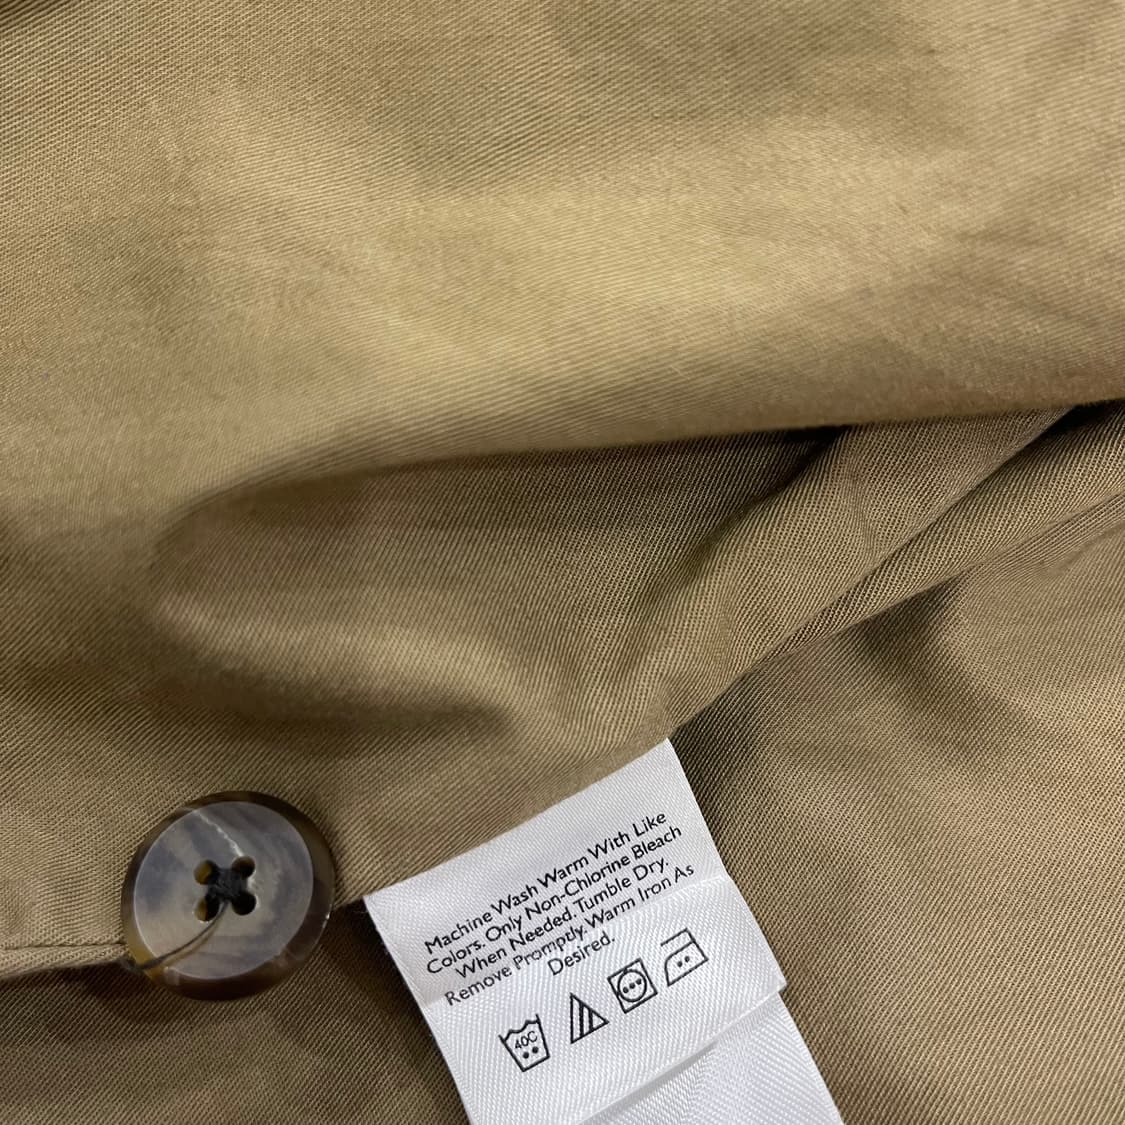 Machine Wash Warm With Like
Colors. Only Non-Chlorine Bleach
When Needed. Tumble Dry.
Remove Promptly. Warm Iron As
Desired.
40C